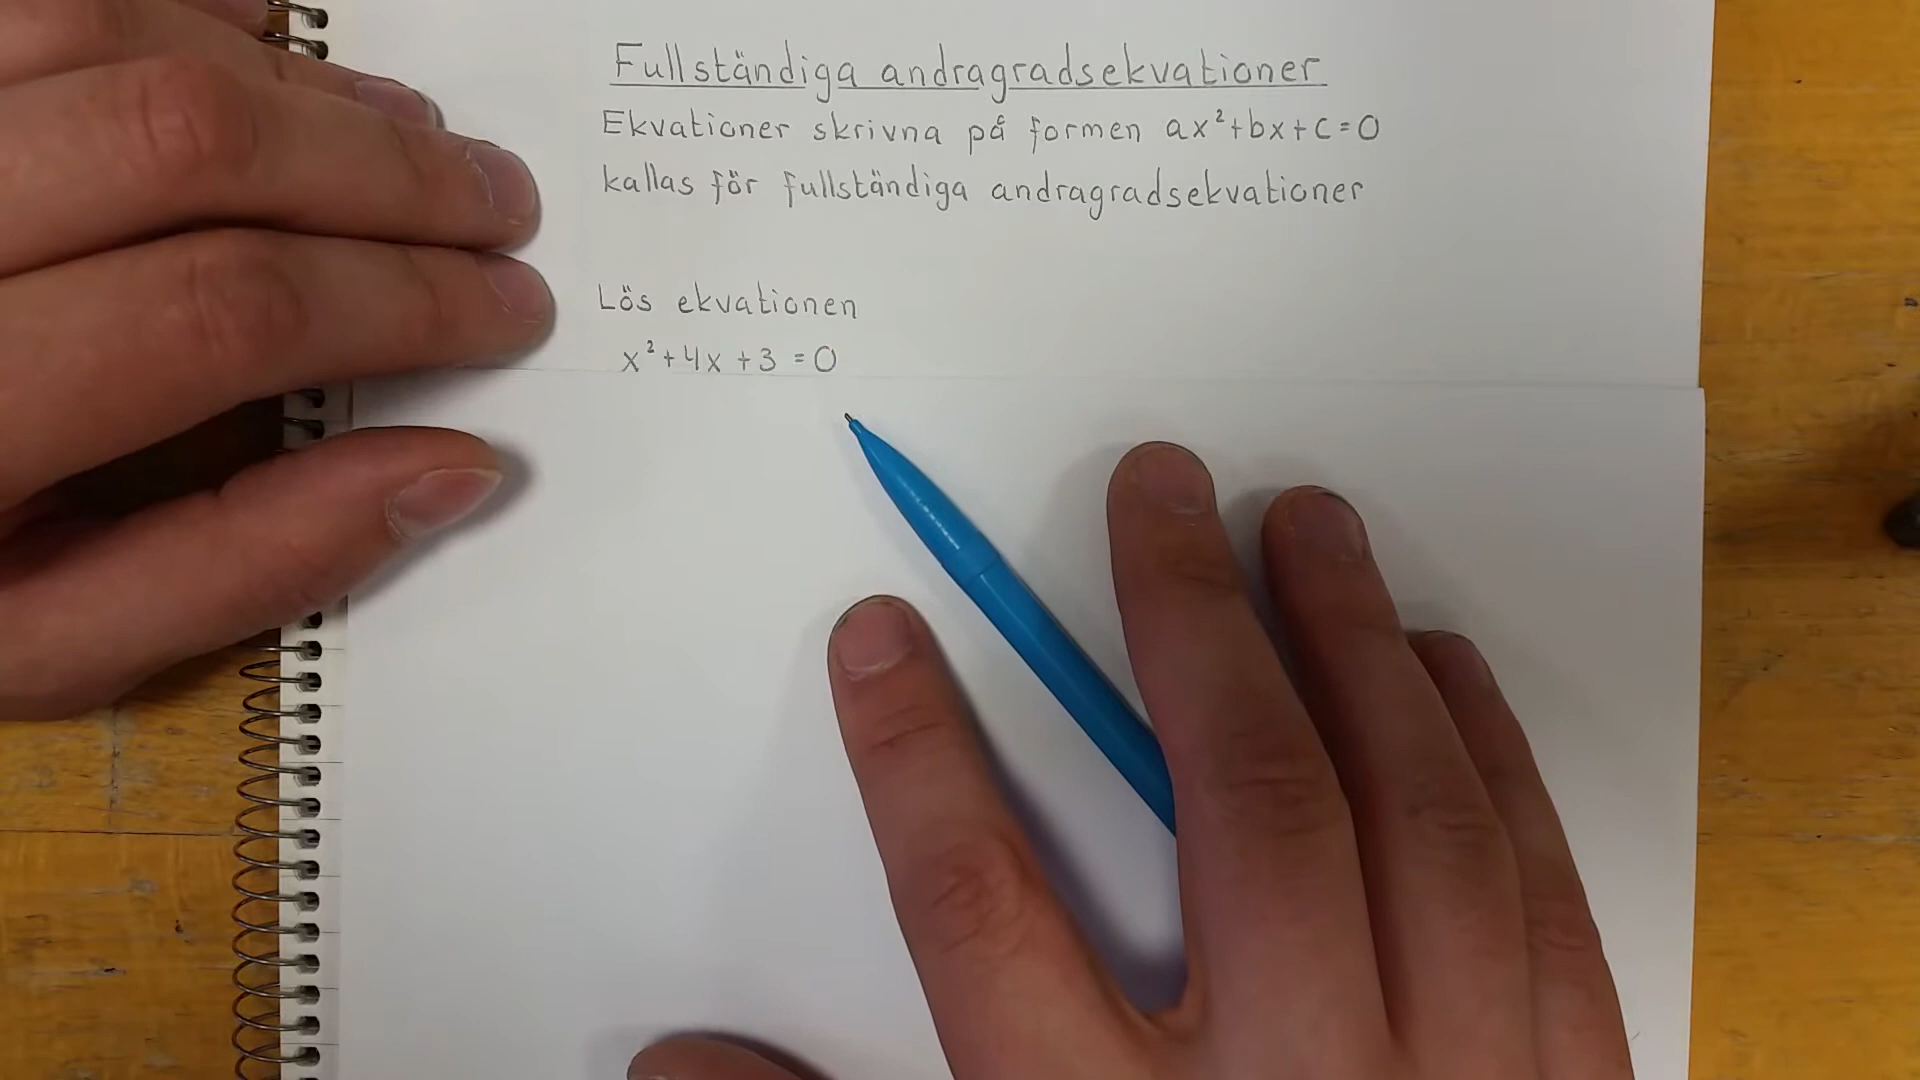 Fullständiga andragradsekvationer
Ekvationer skrivna på formen ax²+bx+c=0
kallas för fullständiga andragradsekvationer
Lös ekvationen
x²+4x+3=0